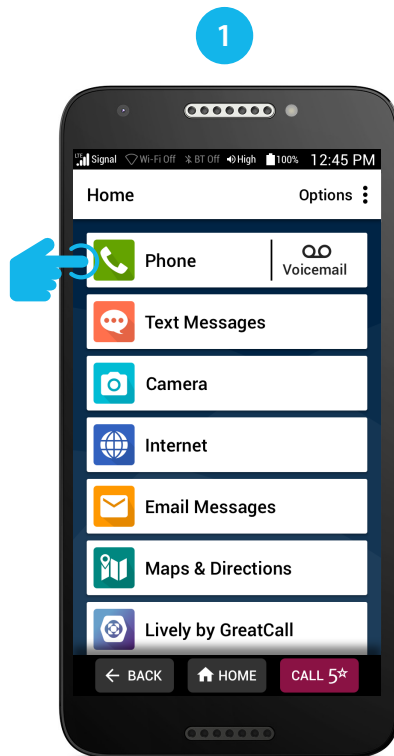 1
LTE Signal Wi-Fi Off BT Off High 100% 12:45 PM
Home Options
Phone Voicemail
Text Messages
Camera
Internet
Email Messages
Maps & Directions
Lively by GreatCall
BACK HOME CALL 5☆